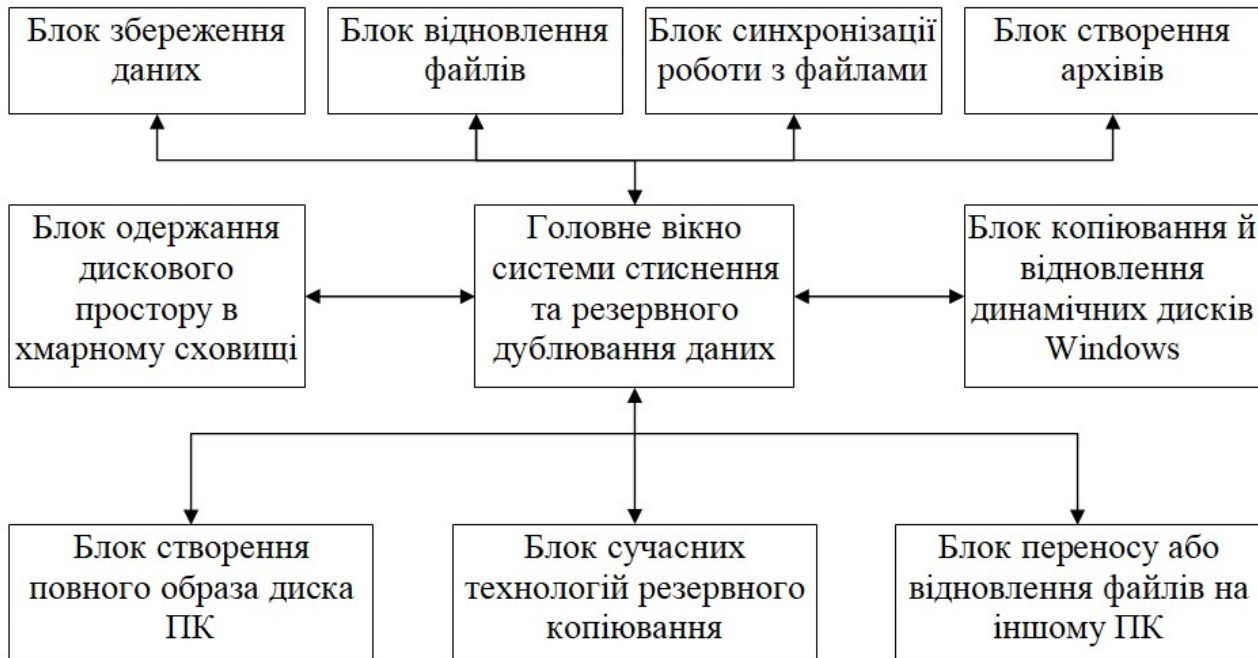 Блок збереження
даних
Блок відновлення
файлів
Блок синхронізації
роботи з файлами
Блок створення
архівів
Блок одержання
дискового
простору в
хмарному сховищі
Головне вікно
системи стиснення
та резервного
дублювання даних
Блок копіювання й
відновлення
динамічних дисків
Windows
Блок створення
повного образа диска
ПК
Блок сучасних
технологій резервного
копіювання
Блок переносу або
відновлення файлів на
іншому ПК